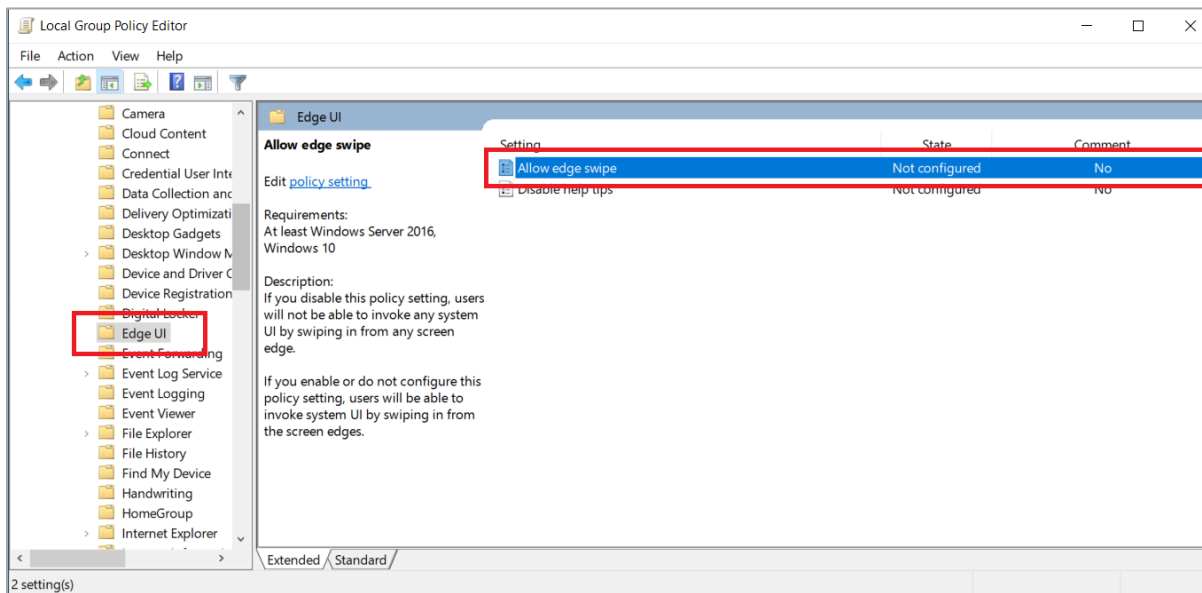 Local Group Policy Editor
File Action View Help
Camera
Cloud Content
Connect
Credential User Inte
Data Collection and
Delivery Optimizati
Desktop Gadgets
Desktop Window M
Device and Driver C
Device Registration
Digital Locker
Edge UI
Event Forwarding
Event Log Service
Event Logging
Event Viewer
File Explorer
File History
Find My Device
Handwriting
HomeGroup
Internet Explorer
Edge UI
Allow edge swipe
Edit policy setting
Requirements:
At least Windows Server 2016,
Windows 10
Description:
If you disable this policy setting, users
will not be able to invoke any system
UI by swiping in from any screen
edge.
If you enable or do not configure this
policy setting, users will be able to
invoke system UI by swiping in from
the screen edges.
Setting State Comment
Allow edge swipe Not configured No
Disable help tips Not configured No
Extended Standard
2 setting(s)